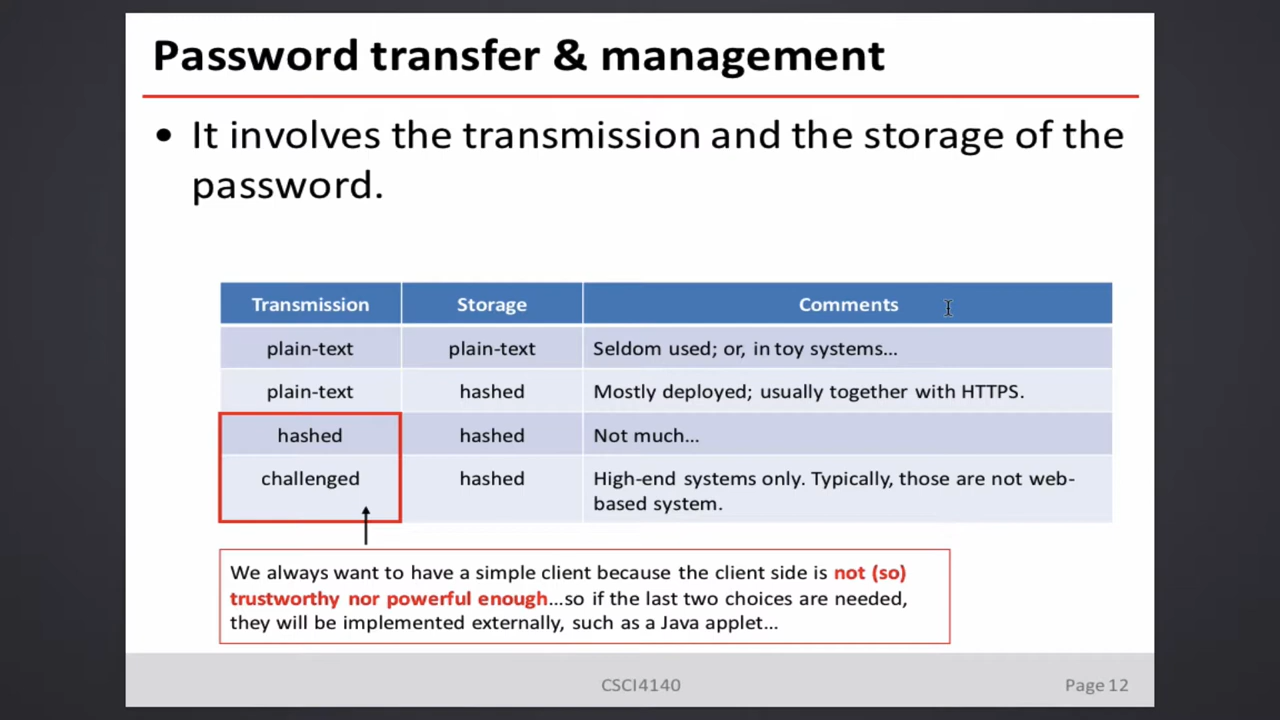 Password transfer & management
• It involves the transmission and the storage of the
password.
Transmission Storage Comments
plain-text plain-text Seldom used; or, in toy systems...
plain-text hashed Mostly deployed; usually together with HTTPS.
hashed hashed Not much...
challenged hashed High-end systems only. Typically, those are not web-
based system.
We always want to have a simple client because the client side is not (so)
trustworthy nor powerful enough...so if the last two choices are needed,
they will be implemented externally, such as a Java applet...
CSCI4140 Page 12